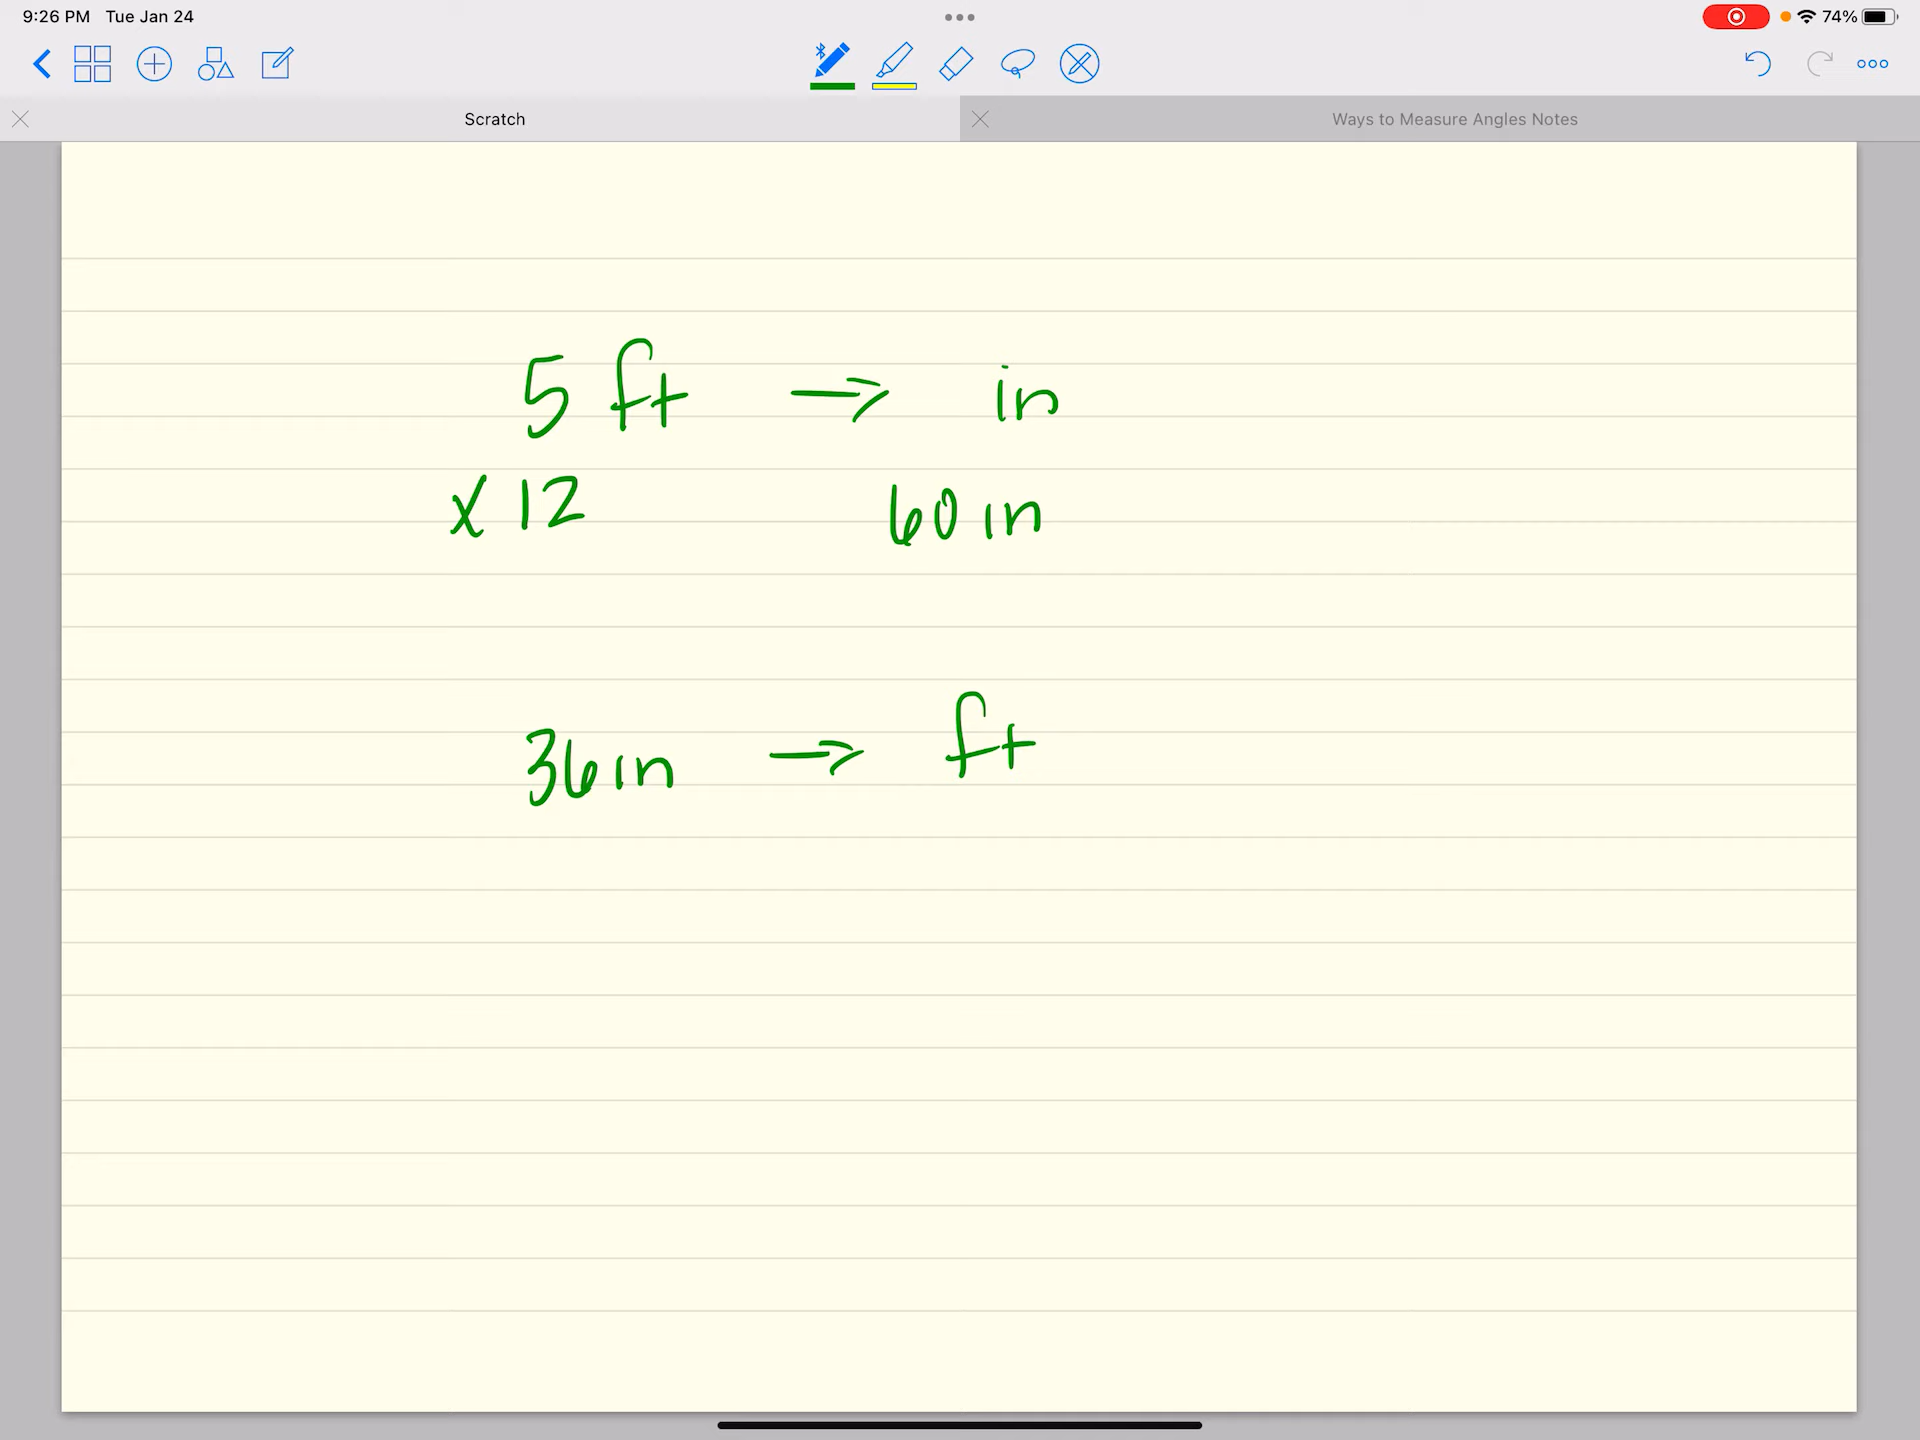 9:26 PM Tue Jan 24 74%
Scratch Ways to Measure Angles Notes
5 ft → in
x 12 60 in
36 in → ft